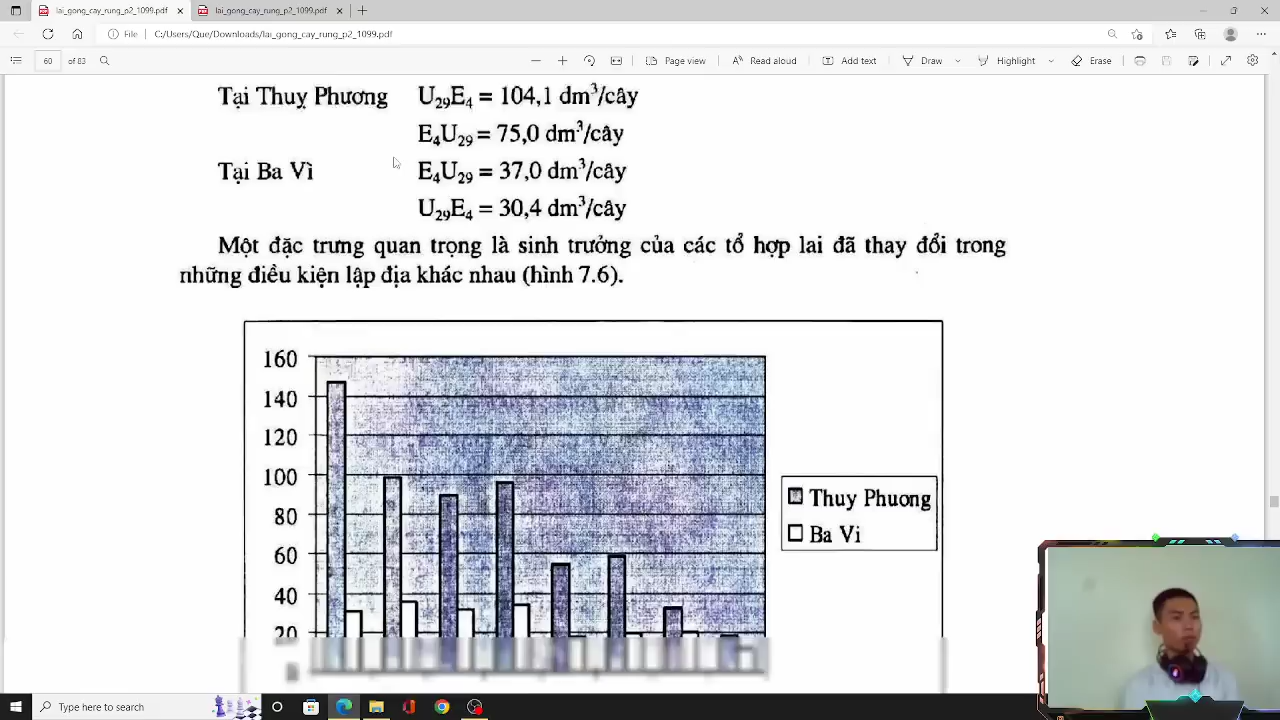 lai_gong_cay_rung_p2_1099.pdf
lai_gong_cay_rung_p2_1099.pdf
File C:/Users/Que/Downloads/lai_gong_cay_rung_p2_1099.pdf
60 of 83 Page view Read aloud Add text Draw Highlight Erase
Tại Thuỵ Phương U29E4 = 104,1 dm³/cây
E4U29 = 75,0 dm³/cây
Tại Ba Vì E4U29 = 37,0 dm³/cây
U29E4 = 30,4 dm³/cây
Một đặc trưng quan trọng là sinh trưởng của các tổ hợp lai đã thay đổi trong
những điều kiện lập địa khác nhau (hình 7.6).
160
140
120
100
80
60
40
20
Thuy Phuong
Ba Vi
Type here to search